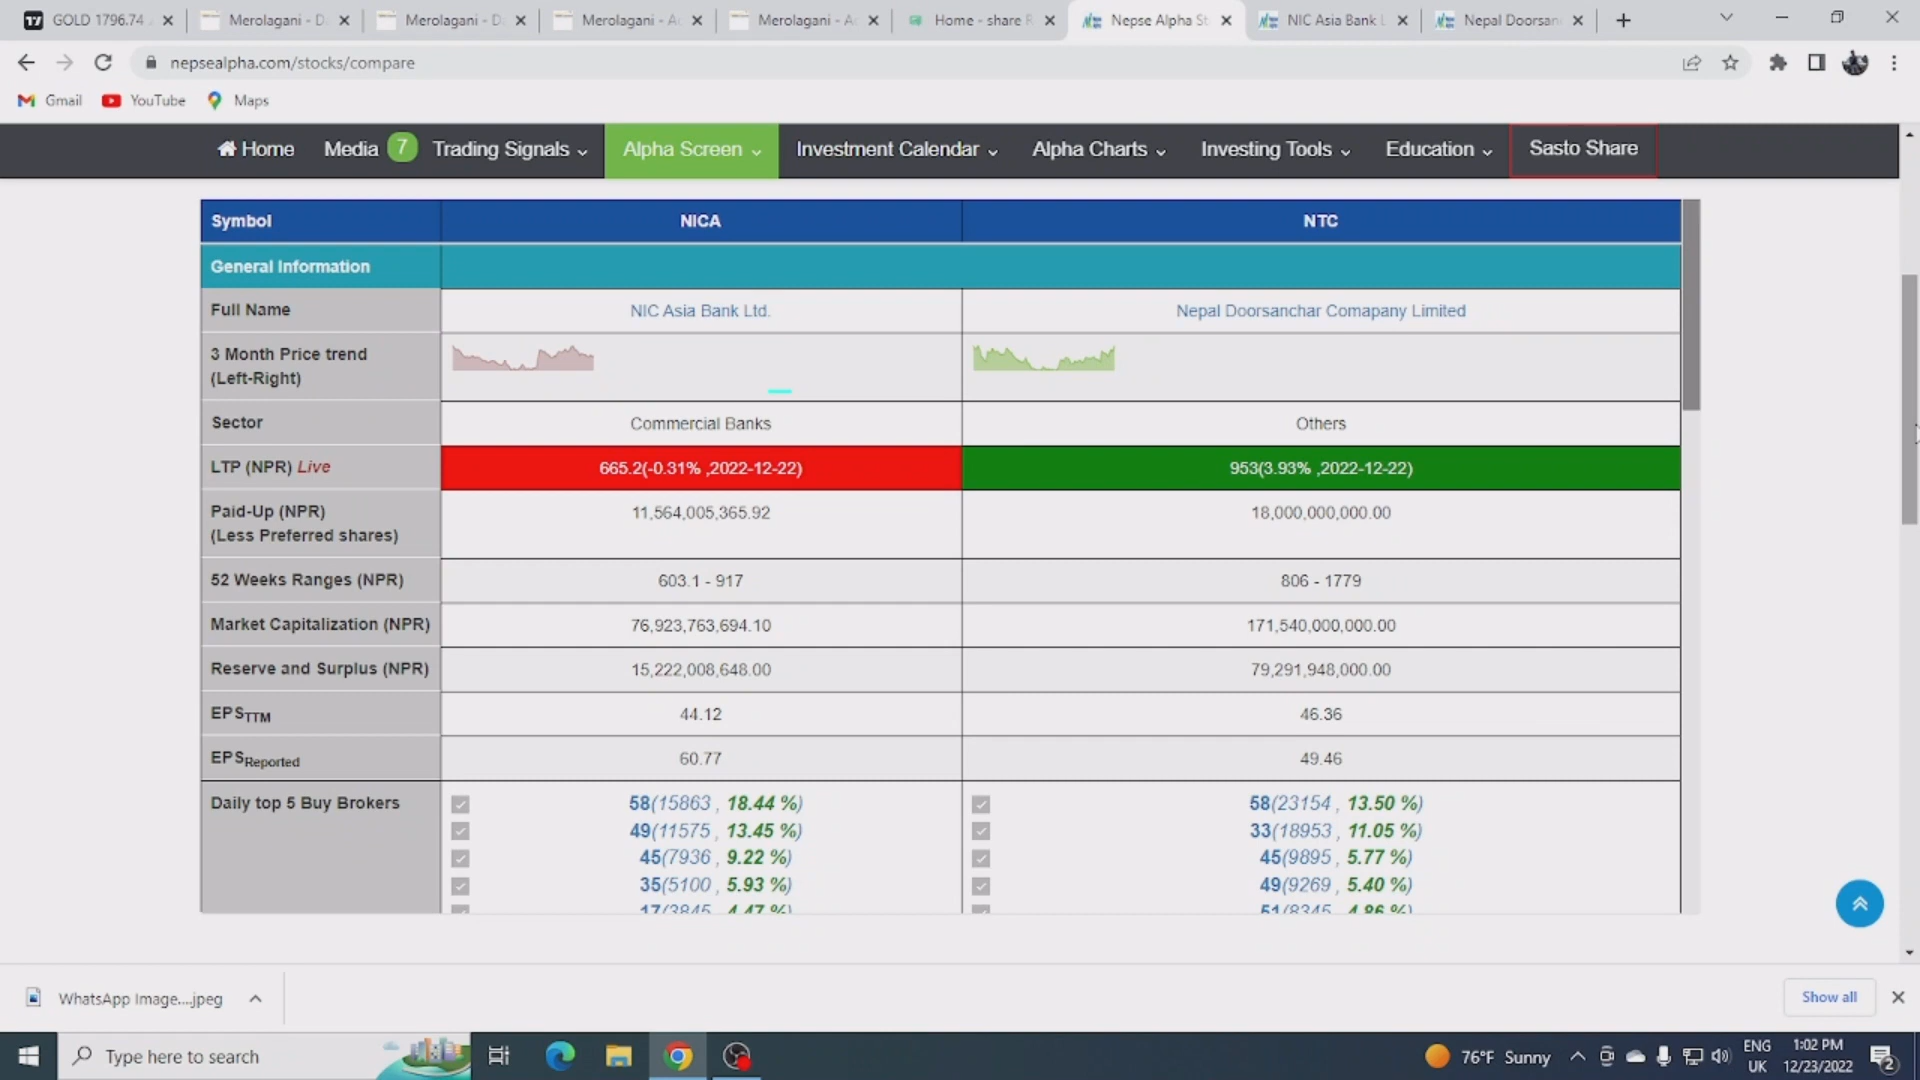 GOLD 1796.74
Merolagani - D
Merolagani - D
Merolagani - A
Merolagani - A
Home - share R
Nepse Alpha St
NIC Asia Bank L
Nepal Doorsan
nepsealpha.com/stocks/compare
Gmail
YouTube
Maps
Home
Media 7
Trading Signals
Alpha Screen
Investment Calendar
Alpha Charts
Investing Tools
Education
Sasto Share
Symbol NICA NTC
General Information
Full Name NIC Asia Bank Ltd. Nepal Doorsanchar Comapany Limited
3 Month Price trend
(Left-Right)
Sector Commercial Banks Others
LTP (NPR) Live 665.2(-0.31% ,2022-12-22) 953(3.93% ,2022-12-22)
Paid-Up (NPR) 11,564,005,365.92 18,000,000,000.00
(Less Preferred shares)
52 Weeks Ranges (NPR) 603.1 - 917 806 - 1779
Market Capitalization (NPR) 76,923,763,694.10 171,540,000,000.00
Reserve and Surplus (NPR) 15,222,008,648.00 79,291,948,000.00
EPSTTM 44.12 46.36
EPSReported 60.77 49.46
Daily top 5 Buy Brokers 58(15863 , 18.44 %) 58(23154 , 13.50 %)
49(11575 , 13.45 %) 33(18953 , 11.05 %)
45(7936 , 9.22 %) 45(9895 , 5.77 %)
35(5100 , 5.93 %) 49(9269 , 5.40 %)
17(3845 , 4.47 %) 51(8345 , 4.86 %)
WhatsApp Image....jpeg
Show all
Type here to search
76°F Sunny
ENG
UK
1:02 PM
12/23/2022
2